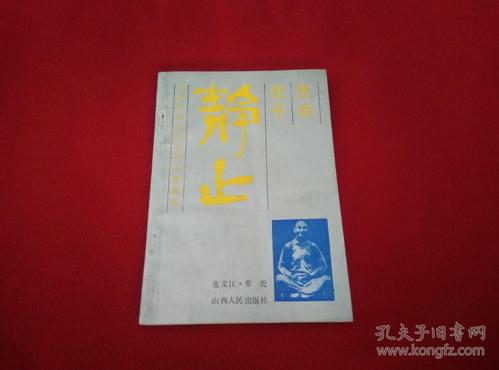 生命
在于
静止
张文江·常近
山西人民出版社
孔夫子旧书网
www.kongfz.com